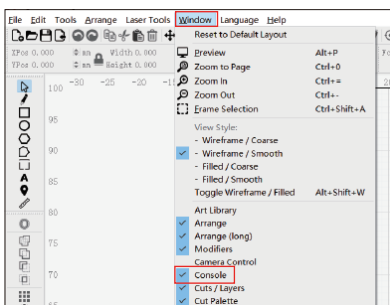 File Edit Tools Arrange Laser Tools Window Language Help
Reset to Default Layout
XPos 0.000 mm Width 0.000
YPos 0.000 mm Height 0.000
Preview Alt+P
Zoom to Page Ctrl+0
Zoom In Ctrl+=
Zoom Out Ctrl+-
Frame Selection Ctrl+Shift+A
View Style:
- Wireframe / Coarse
- Wireframe / Smooth
- Filled / Coarse
- Filled / Smooth
Toggle Wireframe / Filled Alt+Shift+W
Art Library
Arrange
Arrange (long)
Modifiers
Camera Control
Console
Cuts / Layers
Cut Palette
-30 -25 -20
100
95
90
85
80
75
70
65
A